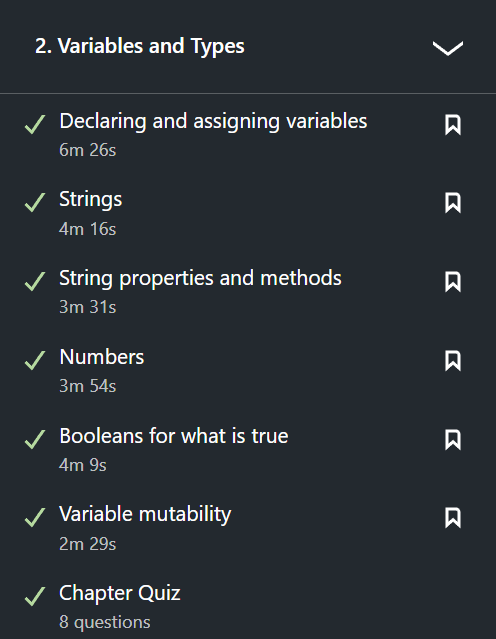 2. Variables and Types
Declaring and assigning variables
6m 26s
Strings
4m 16s
String properties and methods
3m 31s
Numbers
3m 54s
Booleans for what is true
4m 9s
Variable mutability
2m 29s
Chapter Quiz
8 questions